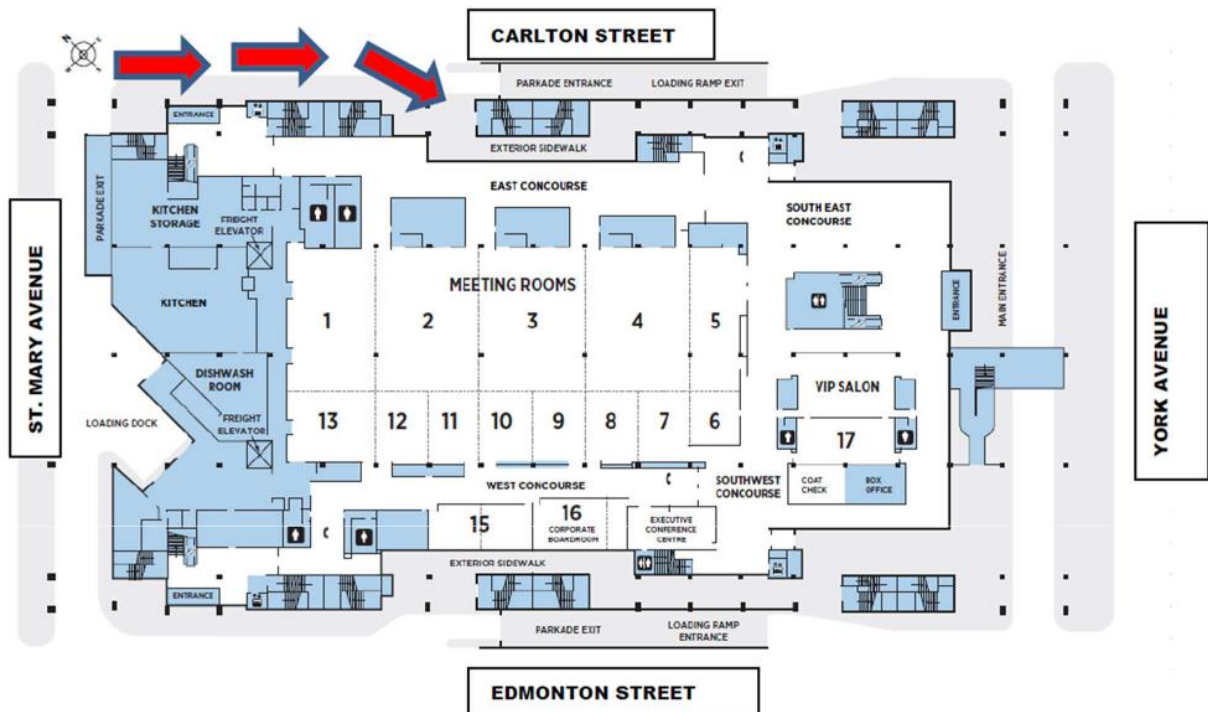 CARLTON STREET
PARKADE ENTRANCE
LOADING RAMP EXIT
ENTRANCE
EXTERIOR SIDEWALK
EAST CONCOURSE
PARKADE EXIT
KITCHEN
STORAGE
FREIGHT
ELEVATOR
SOUTH EAST
CONCOURSE
ST. MARY AVENUE
KITCHEN
MEETING ROOMS
1
2
3
4
5
ENTRANCE
MAIN ENTRANCE
YORK AVENUE
DISHWASH
ROOM
VIP SALON
LOADING DOCK
FREIGHT
ELEVATOR
13
12
11
10
9
8
7
6
17
WEST CONCOURSE
SOUTHWEST
CONCOURSE
COAT
CHECK
BOX
OFFICE
15
16
CORPORATE
BOARDROOM
EXECUTIVE
CONFERENCE
CENTRE
EXTERIOR SIDEWALK
ENTRANCE
PARKADE EXIT
LOADING RAMP
ENTRANCE
EDMONTON STREET